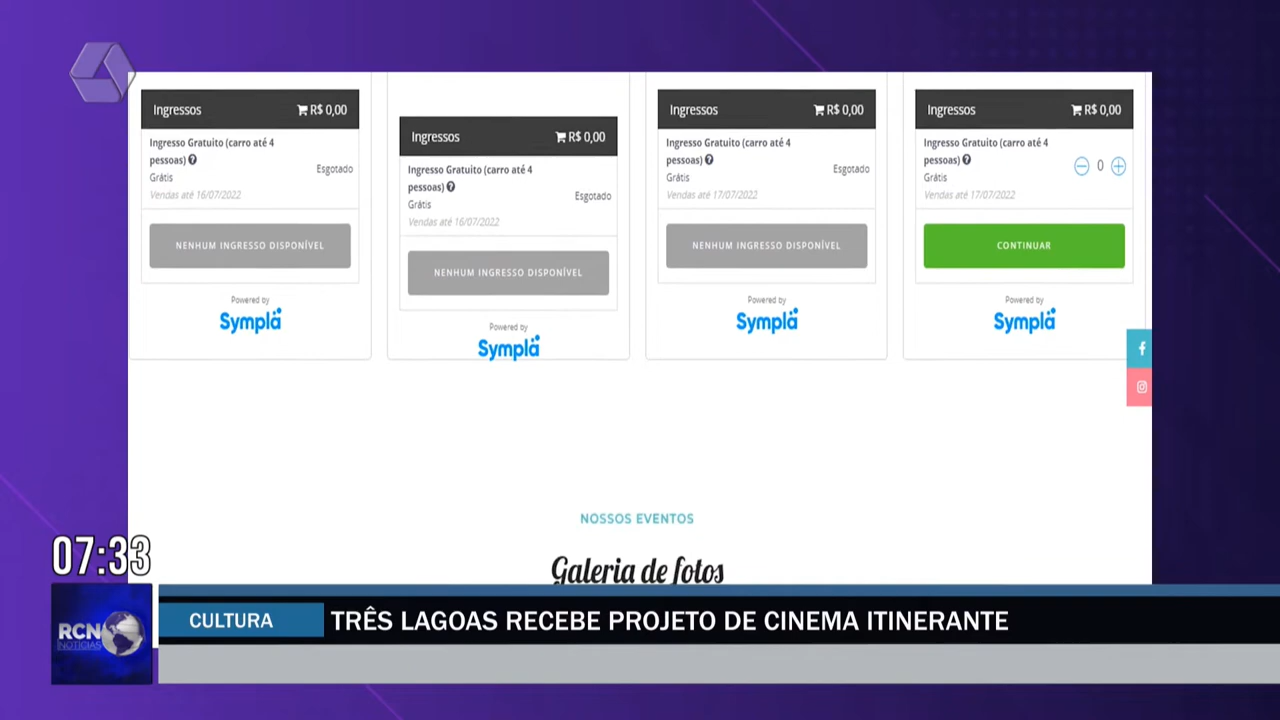 Ingressos R$ 0,00
Ingresso Gratuito (carro até 4
pessoas) ?
Grátis
Vendas até 16/07/2022
Esgotado
NENHUM INGRESSO DISPONÍVEL
Powered by
Sympla
Ingressos R$ 0,00
Ingresso Gratuito (carro até 4
pessoas) ?
Grátis
Vendas até 16/07/2022
Esgotado
NENHUM INGRESSO DISPONÍVEL
Powered by
Sympla
Ingressos R$ 0,00
Ingresso Gratuito (carro até 4
pessoas) ?
Grátis
Vendas até 17/07/2022
Esgotado
NENHUM INGRESSO DISPONÍVEL
Powered by
Sympla
Ingressos R$ 0,00
Ingresso Gratuito (carro até 4
pessoas) ?
Grátis
Vendas até 17/07/2022
0
CONTINUAR
Powered by
Sympla
NOSSOS EVENTOS
Galeria de fotos
07:33
RCN
NOTÍCIAS
CULTURA
TRÊS LAGOAS RECEBE PROJETO DE CINEMA ITINERANTE